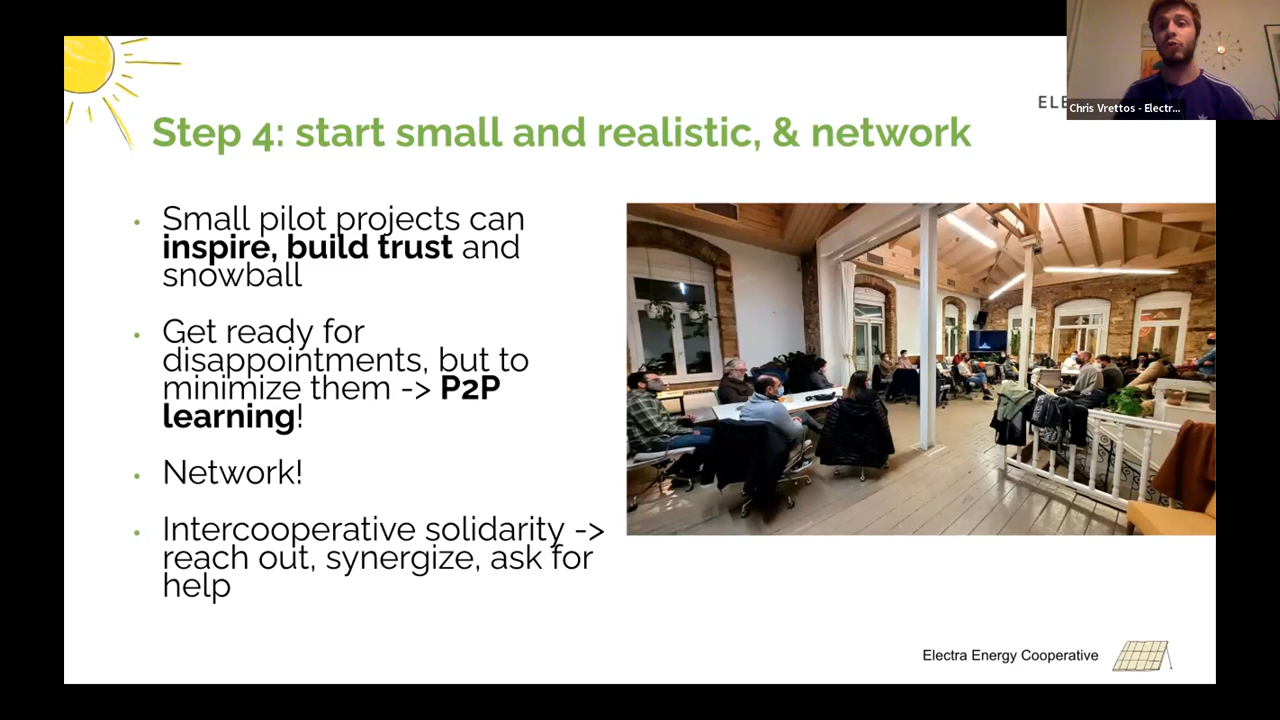 ELE
Chris Vrettos - Electr...
Step 4: start small and realistic, & network
• Small pilot projects can
inspire, build trust and
snowball
• Get ready for
disappointments, but to
minimize them -> P2P
learning!
• Network!
• Intercooperative solidarity ->
reach out, synergize, ask for
help
Electra Energy Cooperative